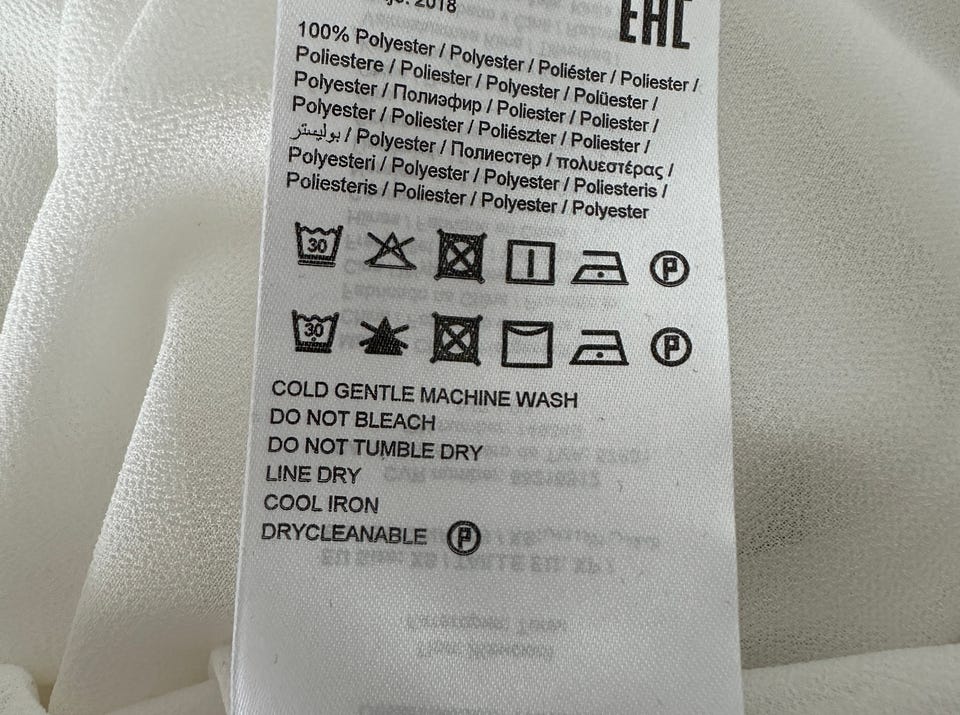 2018
EAC
100% Polyester / Polyester / Poliéster / Poliester /
Poliestere / Poliester / Polyester / Polüester /
Polyester / Полиэфир / Poliester / Poliester /
Polyester / Poliester / Poliészter / Poliester /
بوليستر / Polyester / Полиестер / πολυεστέρας /
Polyesteri / Polyester / Polyester / Poliesteris /
Poliesteris / Poliester / Polyester / Polyester
30 P
30 P
COLD GENTLE MACHINE WASH
DO NOT BLEACH
DO NOT TUMBLE DRY
LINE DRY
COOL IRON
DRYCLEANABLE P